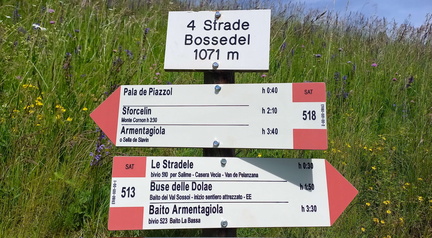 4 Strade
Bossedel
1071 m
Pala de Piazzol h 0:40
SAT
Sforcelin h 2:10
518
Monte Cornon h 2:30
Armentagiola h 3:40
o Sella de Slavin
SAT
Le Stradele h 0:30
bivio 510 per Saline - Casera Vecia - Ve de Pelanzana
513
Buse delle Dolae h 1:50
Baito del Val Sossoi - inizio sentiero attrezzato - EE
Baito Armentagiola h 3:30
bivio 523 Baito La Bassa